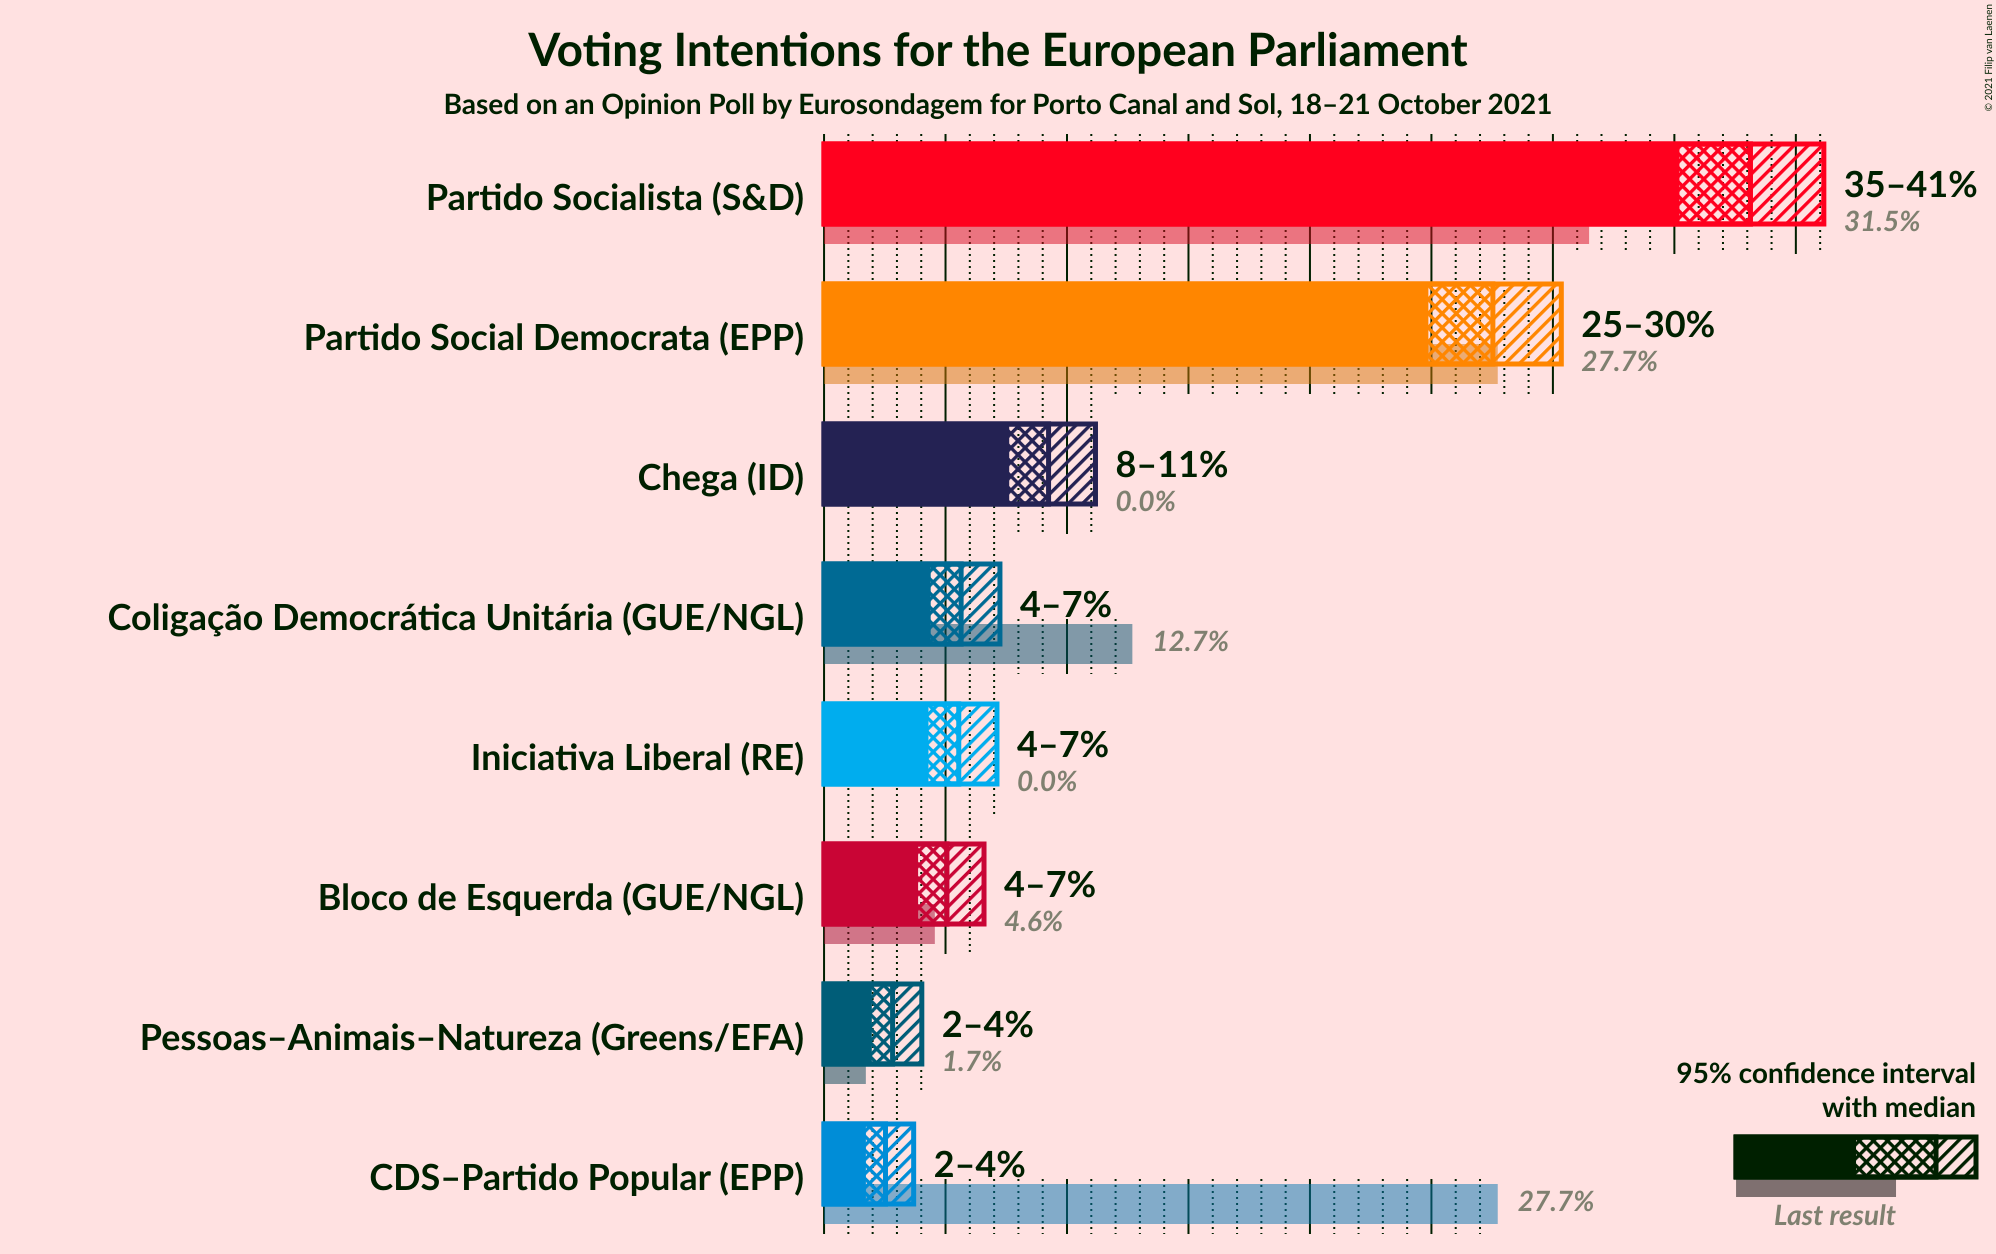 Voting Intentions for the European Parliament
Based on an Opinion Poll by Eurosondagem for Porto Canal and Sol, 18–21 October 2021
© 2021 Filip van Laenen
Partido Socialista (S&D)
35–41%
31.5%
Partido Social Democrata (EPP)
25–30%
27.7%
Chega (ID)
8–11%
0.0%
Coligação Democrática Unitária (GUE/NGL)
4–7%
12.7%
Iniciativa Liberal (RE)
4–7%
0.0%
Bloco de Esquerda (GUE/NGL)
4–7%
4.6%
Pessoas–Animais–Natureza (Greens/EFA)
2–4%
1.7%
CDS–Partido Popular (EPP)
2–4%
27.7%
95% confidence interval
with median
Last result